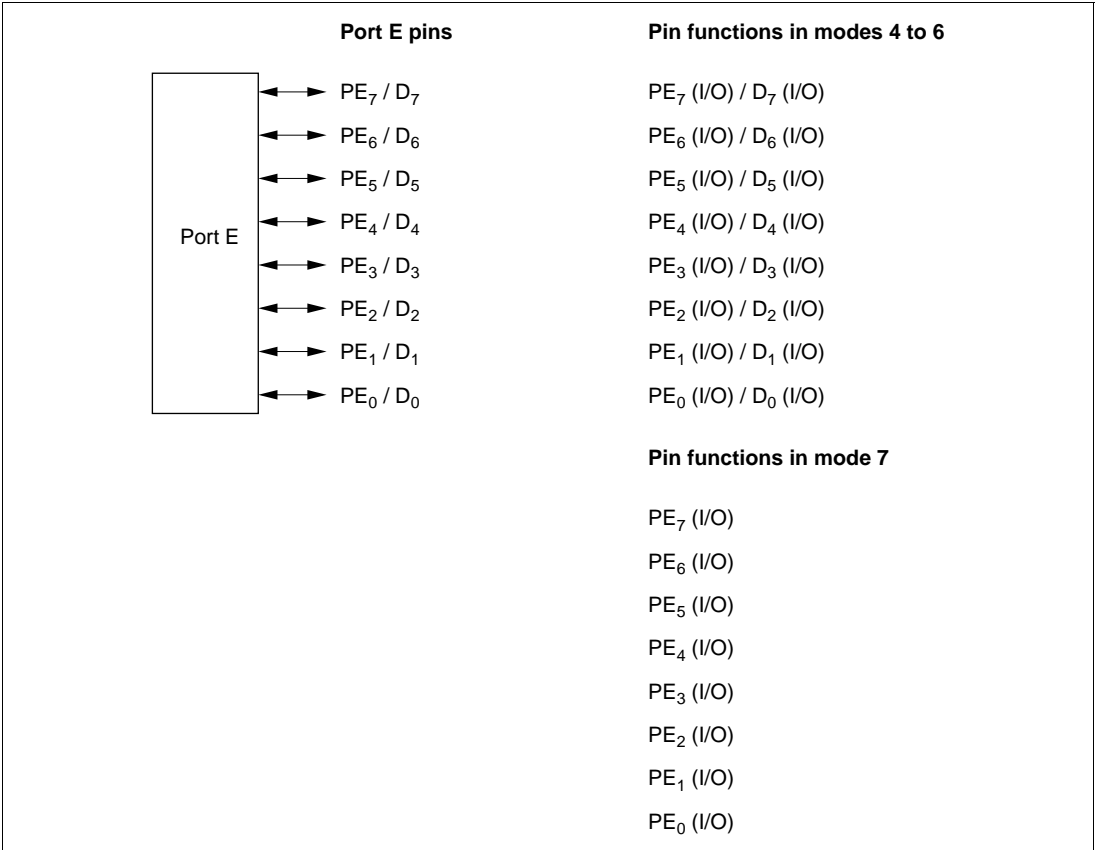 Port E pins Pin functions in modes 4 to 6
PE₇ / D₇ PE₇ (I/O) / D₇ (I/O)
PE₆ / D₆ PE₆ (I/O) / D₆ (I/O)
PE₅ / D₅ PE₅ (I/O) / D₅ (I/O)
PE₄ / D₄ PE₄ (I/O) / D₄ (I/O)
Port E
PE₃ / D₃ PE₃ (I/O) / D₃ (I/O)
PE₂ / D₂ PE₂ (I/O) / D₂ (I/O)
PE₁ / D₁ PE₁ (I/O) / D₁ (I/O)
PE₀ / D₀ PE₀ (I/O) / D₀ (I/O)
Pin functions in mode 7
PE₇ (I/O)
PE₆ (I/O)
PE₅ (I/O)
PE₄ (I/O)
PE₃ (I/O)
PE₂ (I/O)
PE₁ (I/O)
PE₀ (I/O)